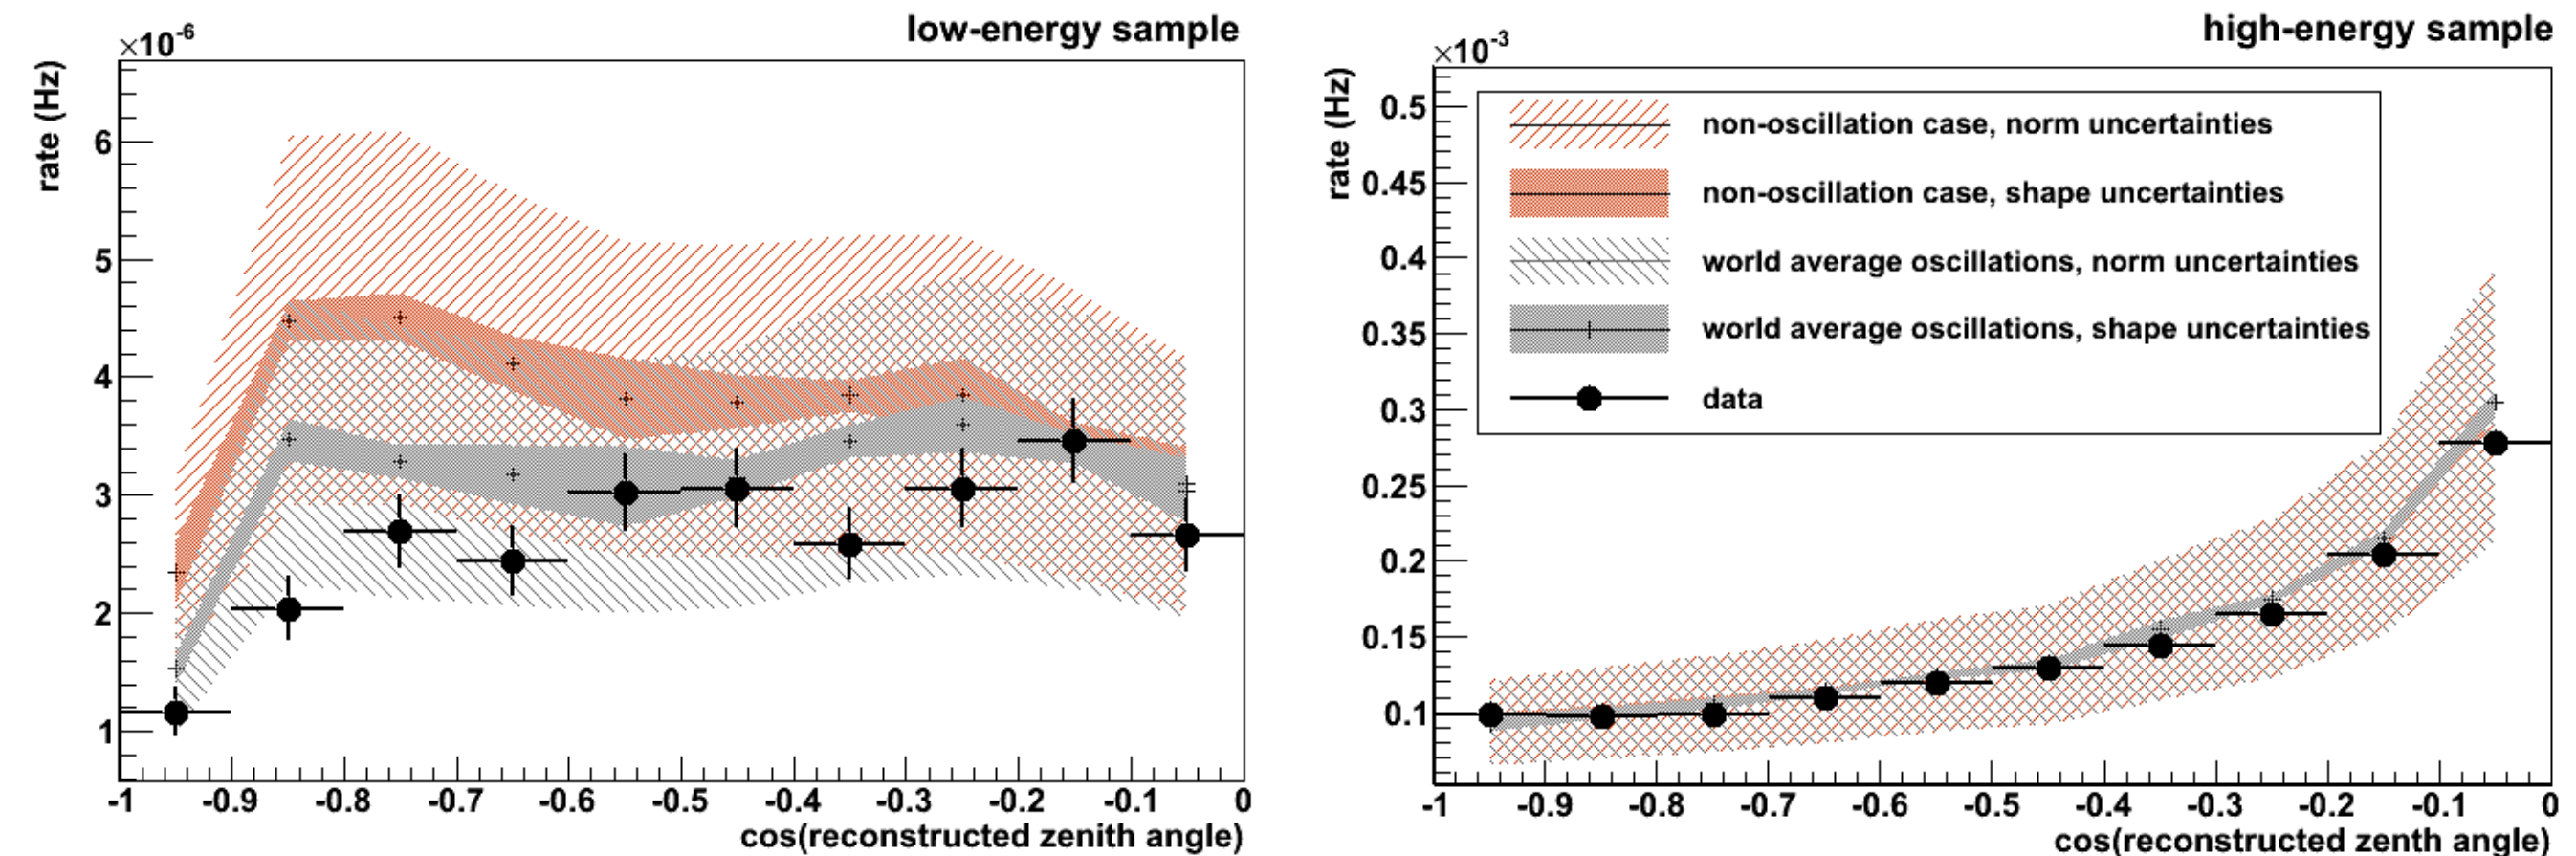 low-energy sample
×10-6
rate (Hz)
6
5
4
3
2
1
-1 -0.9 -0.8 -0.7 -0.6 -0.5 -0.4 -0.3 -0.2 -0.1 0
cos(reconstructed zenith angle)
high-energy sample
×10-3
rate (Hz)
0.5
0.45
0.4
0.35
0.3
0.25
0.2
0.15
0.1
non-oscillation case, norm uncertainties
non-oscillation case, shape uncertainties
world average oscillations, norm uncertainties
world average oscillations, shape uncertainties
data
-1 -0.9 -0.8 -0.7 -0.6 -0.5 -0.4 -0.3 -0.2 -0.1 0
cos(reconstructed zenth angle)